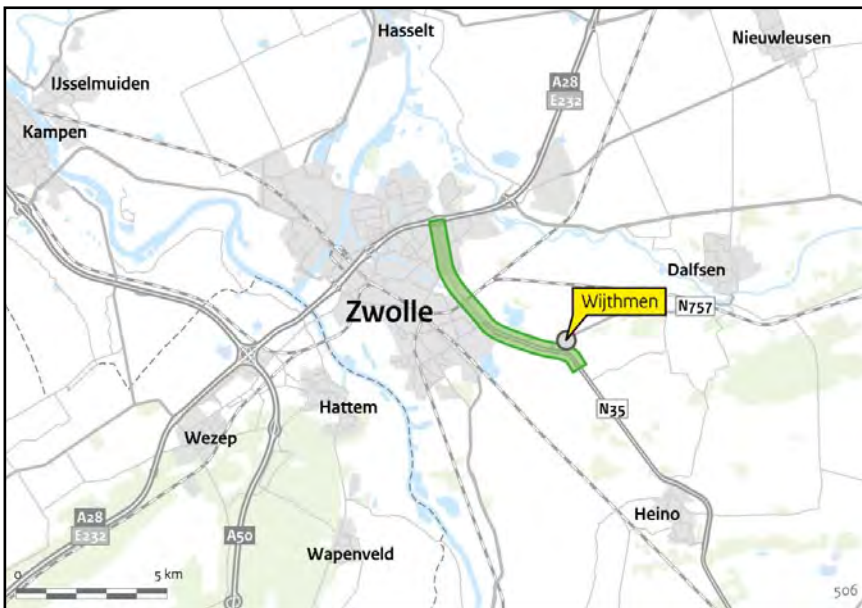 Hasselt
Nieuwleusen
IJsselmuiden
A28
E232
Kampen
Dalfsen
Wijthmen
N757
Zwolle
Hattem
N35
Wezep
Heino
A28
E232
A50
Wapenveld
0
5 km
506